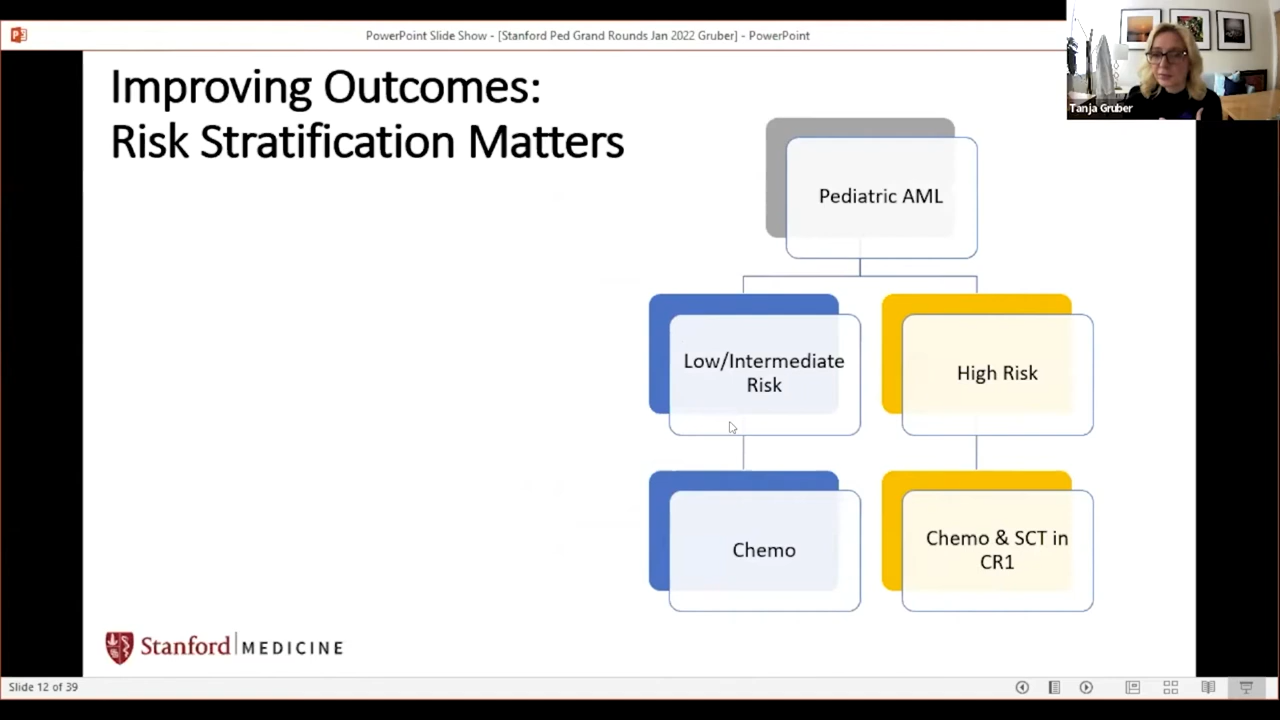 PowerPoint Slide Show - [Stanford Ped Grand Rounds Jan 2022 Gruber] - PowerPoint
Tanja Gruber
Improving Outcomes:
Risk Stratification Matters
Pediatric AML
Low/Intermediate
Risk
High Risk
Chemo
Chemo & SCT in
CR1
Stanford MEDICINE
Slide 12 of 39